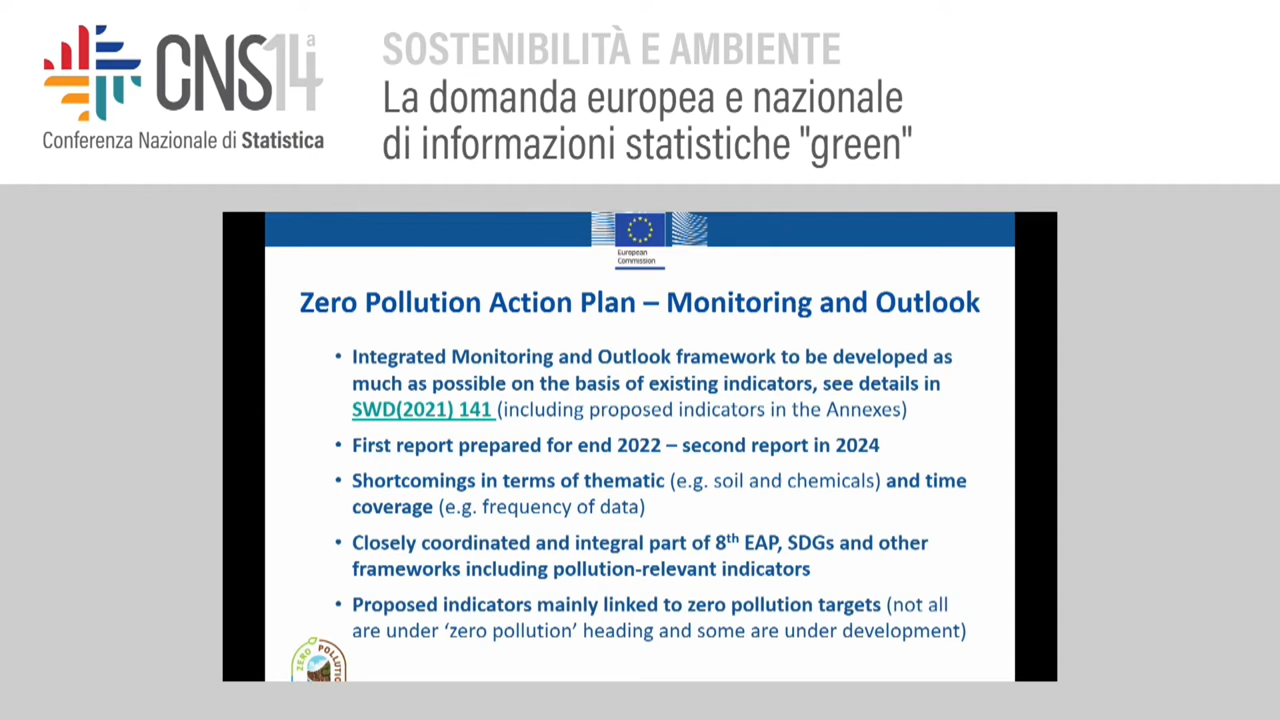 CNS14ª
Conferenza Nazionale di Statistica
SOSTENIBILITÀ E AMBIENTE
La domanda europea e nazionale
di informazioni statistiche "green"
European
Commission
Zero Pollution Action Plan – Monitoring and Outlook
• Integrated Monitoring and Outlook framework to be developed as
much as possible on the basis of existing indicators, see details in
SWD(2021) 141 (including proposed indicators in the Annexes)
• First report prepared for end 2022 – second report in 2024
• Shortcomings in terms of thematic (e.g. soil and chemicals) and time
coverage (e.g. frequency of data)
• Closely coordinated and integral part of 8th EAP, SDGs and other
frameworks including pollution-relevant indicators
• Proposed indicators mainly linked to zero pollution targets (not all
are under ‘zero pollution’ heading and some are under development)
ZERO POLLUTIO